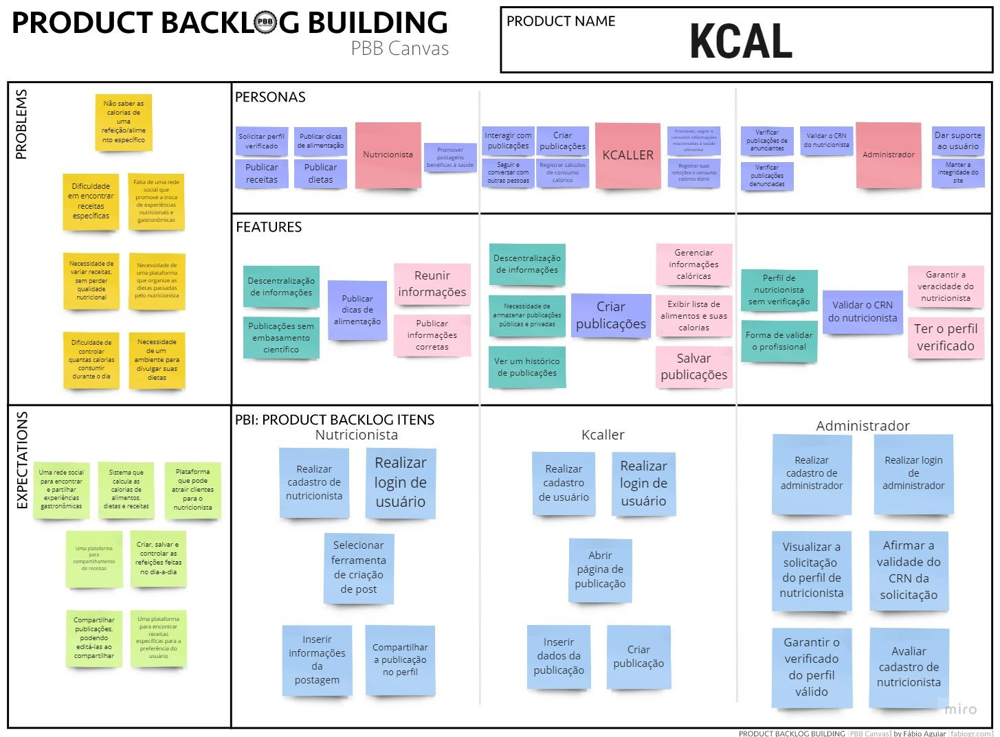 PRODUCT BACKLOG BUILDING
PBB
PBB Canvas
PRODUCT NAME
KCAL
PROBLEMS
Não saber as
calorias de
uma
refeição/alime
nto específico
Dificuldade
em encontrar
receitas
específicas
Falta de uma rede
social que
promove a troca
de experiências
nutricionais e
gastronômicas
Necessidade de
variar receitas,
sem perder
qualidade
nutricional
Necessidade de
uma plataforma
que organize as
dietas passadas
pelo nutricionista
Dificuldade de
controlar
quantas calorias
consumir
durante o dia
Necessidade
de um
ambiente para
divulgar suas
dietas
PERSONAS
Solicitar perfil
verificado
Publicar dicas
de alimentação
Publicar
receitas
Publicar
dietas
Nutricionista
Promover
postagens
benéficas à saúde
Interagir com
publicações
Criar
publicações
Seguir e
conversar com
outras pessoas
Registrar cálculos
de consumo
calórico
KCALLER
Promover, seguir e
consumir informações
relacionadas à saúde
alimentar
Registrar suas
refeições e consumo
calórico diário
Verificar
publicações de
anunciantes
Validar o CRN
do nutricionista
Verificar
publicações
denunciadas
Administrador
Dar suporte
ao usuário
Manter a
integridade do
site
FEATURES
Descentralização
de informações
Publicações sem
embasamento
científico
Publicar
dicas de
alimentação
Reunir
informações
Publicar
informações
corretas
Descentralização
de informações
Necessidade de
armazenar publicações
públicas e privadas
Ver um histórico
de publicações
Criar
publicações
Gerenciar
informações
calóricas
Exibir lista de
alimentos e suas
calorias
Salvar
publicações
Perfil de
nutricionista
sem verificação
Forma de validar
o profissional
Validar o CRN
do nutricionista
Garantir a
veracidade do
nutricionista
Ter o perfil
verificado
EXPECTATIONS
Uma rede social
para encontrar
e partilhar
experiências
gastronômicas
Sistema que
calcula as
calorias de
alimentos,
dietas e receitas
Plataforma
que pode
atrair clientes
para o
nutricionista
Uma plataforma
para
compartilhamento
de receitas
Criar, salvar e
controlar as
refeições feitas
no dia-a-dia
Compartilhar
publicações,
podendo
editá-las ao
compartilhar
Uma plataforma
para encontrar
receitas
específicas para a
preferência do
usuário
PBI: PRODUCT BACKLOG ITENS
Nutricionista
Realizar
cadastro de
nutricionista
Realizar
login de
usuário
Selecionar
ferramenta
de criação
de post
Inserir
informações
da
postagem
Compartilhar
a publicação
no perfil
Kcaller
Realizar
cadastro
de usuário
Realizar
login de
usuário
Abrir
página de
publicação
Inserir
dados da
publicação
Criar
publicação
Administrador
Realizar
cadastro de
administrador
Realizar login
de
administrador
Visualizar a
solicitação
do perfil de
nutricionista
Afirmar a
validade do
CRN da
solicitação
Garantir o
verificado
do perfil
válido
Avaliar
cadastro de
nutricionista
miro
PRODUCT BACKLOG BUILDING [PBB Canvas] by Fábio Aguiar [fabiogr.com]